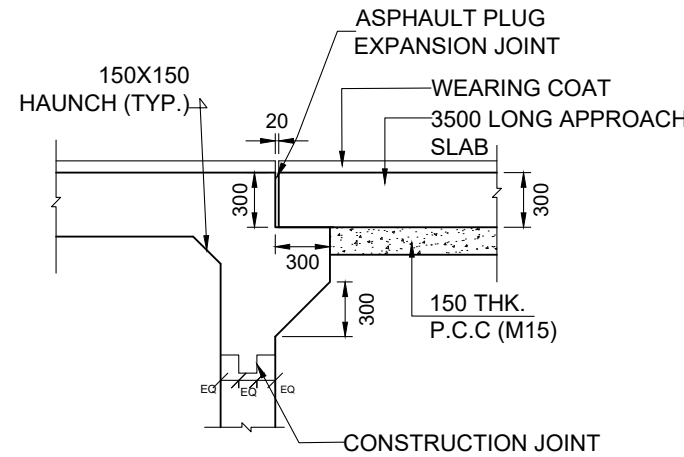 ASPHAULT PLUG
EXPANSION JOINT
150X150
HAUNCH (TYP.)
WEARING COAT
20
3500 LONG APPROACH
SLAB
300
300
300
300
150 THK.
P.C.C (M15)
EQ
EQ
EQ
CONSTRUCTION JOINT